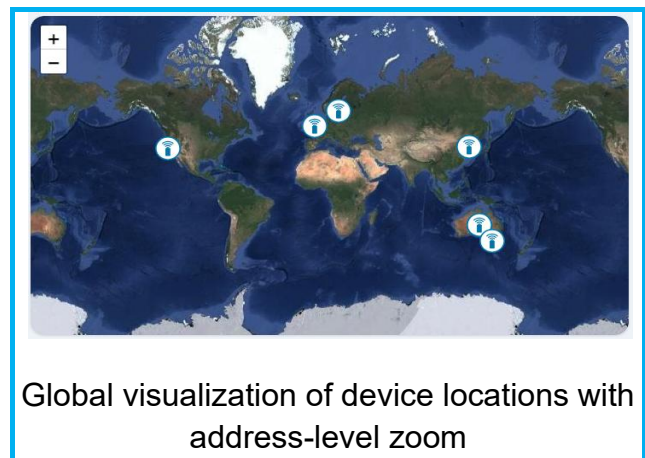 +
−
Global visualization of device locations with
address-level zoom